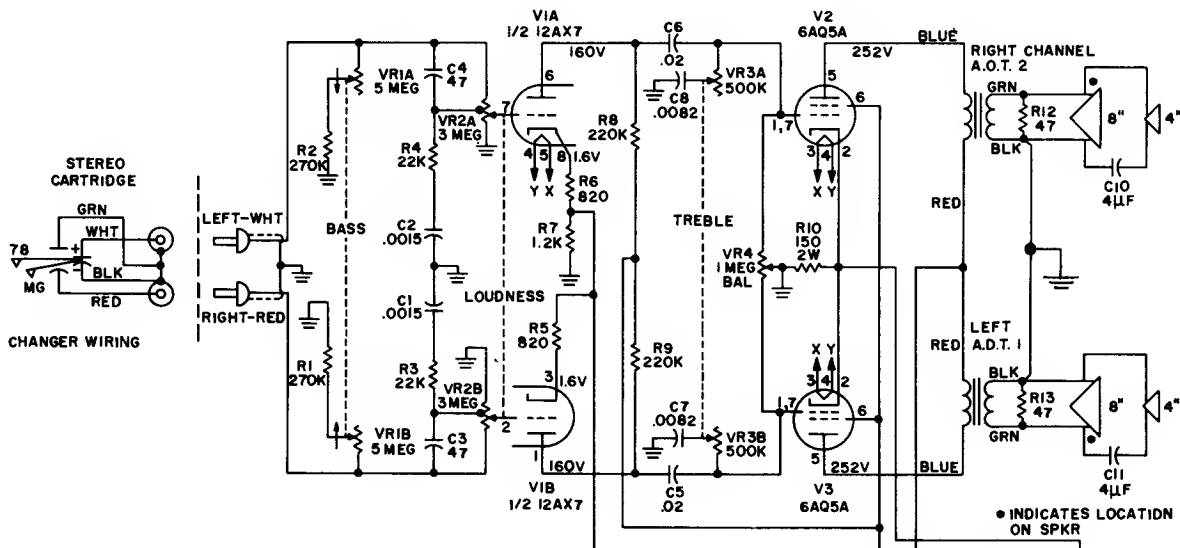 STEREO
CARTRIDGE
GRN
WHT
78
+
-
MG
BLK
RED
CHANGER WIRING
LEFT-WHT
RIGHT-RED
R2
270K
R1
270K
BASS
VR1A
5 MEG
VR1B
5 MEG
C4
47
R4
22K
C2
.0015
C1
.0015
R3
22K
C3
47
VR2A
3 MEG
LOUDNESS
VR2B
3 MEG
V1A
1/2 12AX7
160V
6
7
4
5
8
1.6V
Y
X
R6
820
R7
1.2K
R5
820
3
1.6V
2
1
160V
V1B
1/2 12AX7
C6
.02
C8
.0082
VR3A
500K
R8
220K
TREBLE
R9
220K
C7
.0082
VR3B
500K
C5
.02
V2
6AQ5A
252V
BLUE
5
6
1,7
3
4
2
X
Y
R10
150
2W
VR4
1 MEG
BAL
X
Y
3
4
2
1,7
6
5
252V
BLUE
V3
6AQ5A
RIGHT CHANNEL
A.O.T. 2
GRN
R12
47
BLK
8"
4"
C10
4µF
RED
RED
LEFT
A.D.T. 1
BLK
R13
47
GRN
8"
4"
C11
4µF
• INDICATES LOCATION
ON SPKR